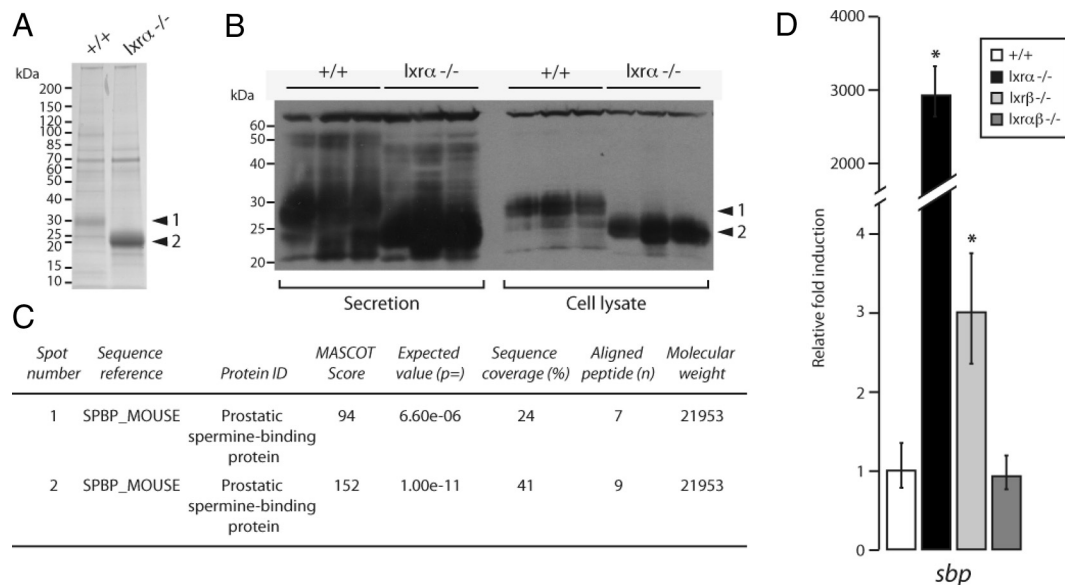 A
+/+
lxrα -/-
kDa
200
150
120
100
85
70
60
50
40
30
25
20
15
10
1
2
B
+/+
lxrα -/-
+/+
lxrα -/-
kDa
60
50
40
30
25
20
1
2
Secretion
Cell lysate
C
Spot number
Sequence reference
Protein ID
MASCOT Score
Expected value (p=)
Sequence coverage (%)
Aligned peptide (n)
Molecular weight
1 SPBP_MOUSE Prostatic spermine-binding protein 94 6.60e-06 24 7 21953
2 SPBP_MOUSE Prostatic spermine-binding protein 152 1.00e-11 41 9 21953
D
4000
3000
2000
4
3
2
1
0
Relative fold induction
*
*
+/+
lxrα-/-
lxrβ-/-
lxrαβ-/-
sbp